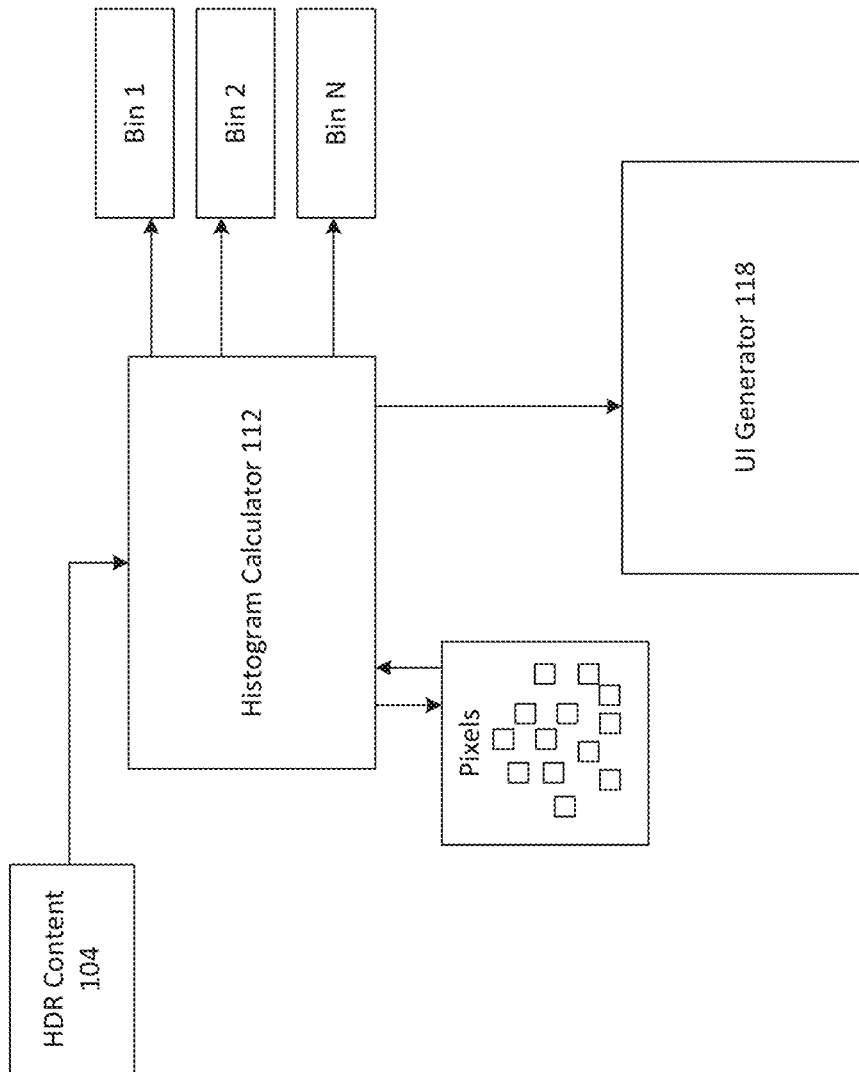 HDR Content
104
Histogram Calculator 112
Bin 1
Bin 2
Bin N
Pixels
UI Generator 118